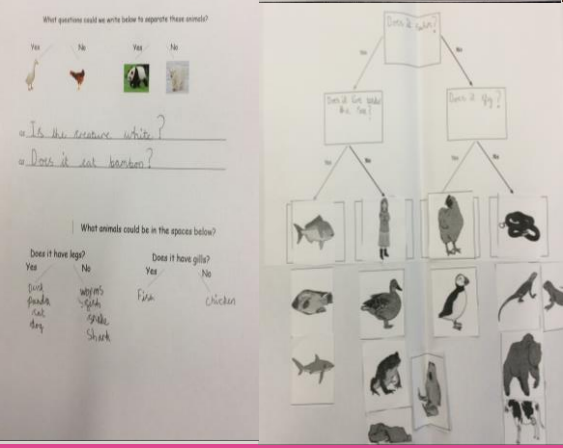 What questions could we write below to separate these animals?
Yes No Yes No
Is the creature white?
Does it eat bamboo?
What animals could be in the spaces below?
Does it have legs? Does it have gills?
Yes No Yes No
Duck worms Fish chicken
panda fish
cat snake
dog Shark
Does it swim?
Yes No
Does it live under
the sea?
Does it fly?
Yes No Yes No